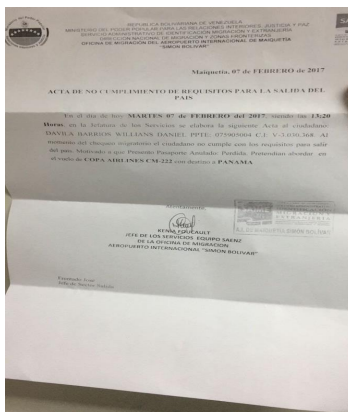 REPUBLICA BOLIVARIANA DE VENEZUELA
MINISTERIO DEL PODER POPULAR PARA LAS RELACIONES INTERIORES, JUSTICIA Y PAZ
SERVICIO ADMINISTRATIVO DE IDENTIFICACION MIGRACION Y EXTRANJERIA
DIRECCION NACIONAL DE MIGRACION Y ZONAS FRONTERIZAS
OFICINA DE MIGRACION DEL AEROPUERTO INTERNACIONAL DE MAIQUETIA
"SIMON BOLIVAR"
Maiquetia, 07 de FEBRERO de 2017
ACTA DE NO CUMPLIMIENTO DE REQUISITOS PARA LA SALIDA DEL
PAIS
En el día de hoy: MARTES 07 de FEBRERO del 2017, siendo las 13:20
Horas, en la Jefatura de los Servicios se elabora la siguiente Acta al ciudadano
DAVILA BARRIOS WILLIANS DANIEL PPTE: 075905004 C.I: V-3.036.368. Al
momento del chequeo migratorio el ciudadano no cumple con los requisitos para salir
del país. Motivado a que Presento Pasaporte Anulado: Perdida. Pretendian abordar en
el vuelo de COPA AIRLINES CM-222 con destino a PANAMA.
KENIA FOUCAULT
JEFE DE LOS SERVICIOS EQUIPO SAENZ
DE LA OFICINA DE MIGRACION
AEROPUERTO INTERNACIONAL "SIMON BOLIVAR"